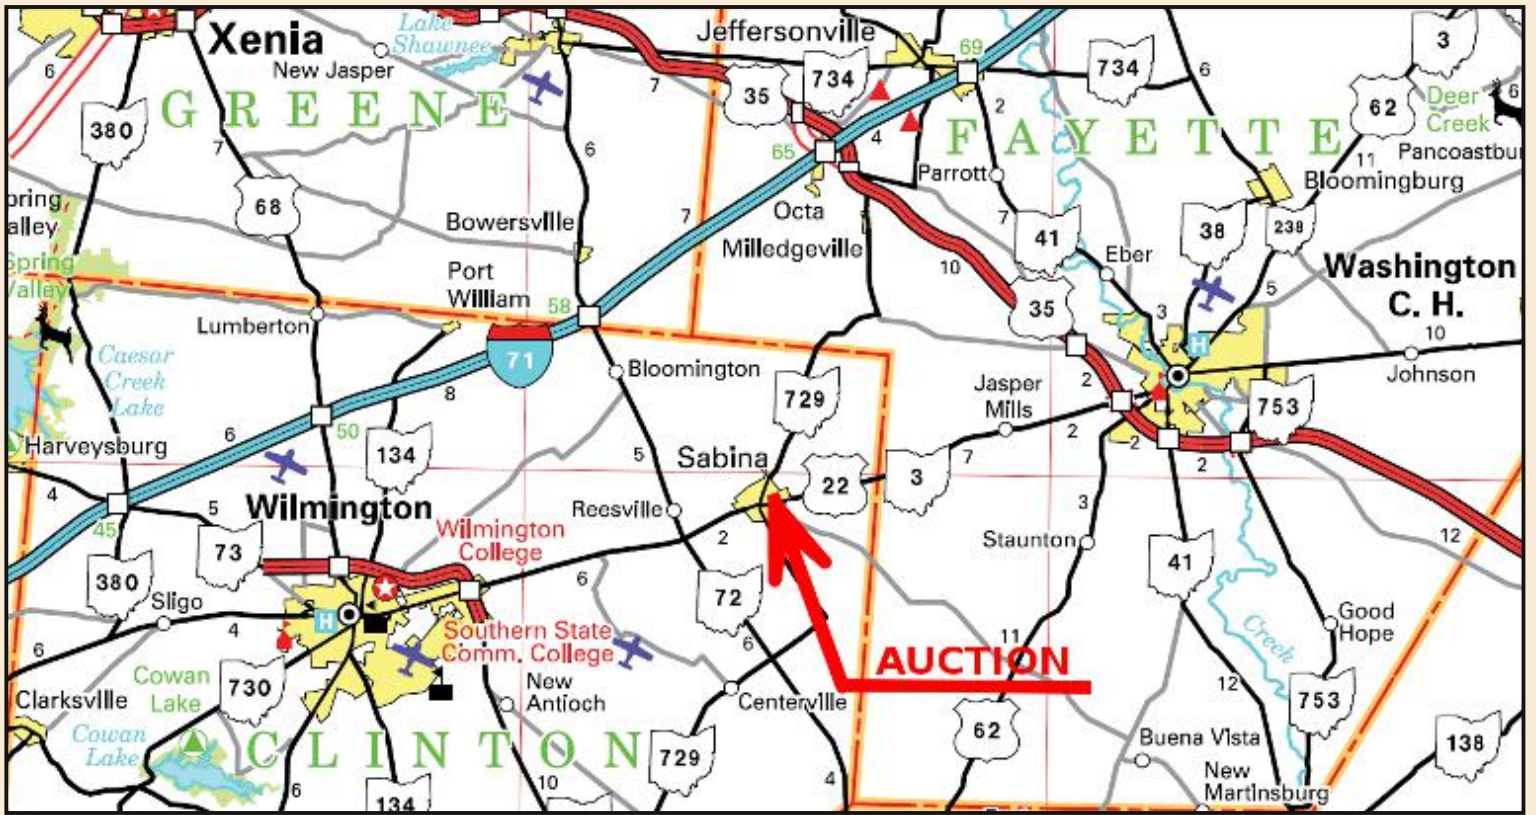 Lake
Shawnee
Xenia
Jeffersonville
69
3
New Jasper
6
7
734
734
6
62
Deer
Creek
6
35
2
GREENE
380
7
6
65
4
FAYETTE
11
Pancoastbu
Parrott
Bloomingburg
68
pring
alley
Bowersville
7
Octa
7
41
38
238
Milledgeville
Eber
Washington
C. H.
Spring
Valley
Port
William
10
5
58
35
3
H
Lumberton
10
71
Caesar
Creek
Lake
Bloomington
Johnson
8
Jasper
Mills
2
729
753
6
50
Harveysburg
134
5
Sabina
2
2
2
7
22
3
4
Wilmington
45
5
Reesville
3
12
73
Wilmington
College
2
Staunton
380
6
72
41
Sligo
H
4
Good
Hope
6
Southern State
Comm. College
6
11
Creek
AUCTION
Cowan
Lake
730
New
Antioch
Centerville
12
753
Clarksville
62
Cowan
Lake
CLINTON
729
Buena Vista
138
6
134
10
4
New
Martinsburg